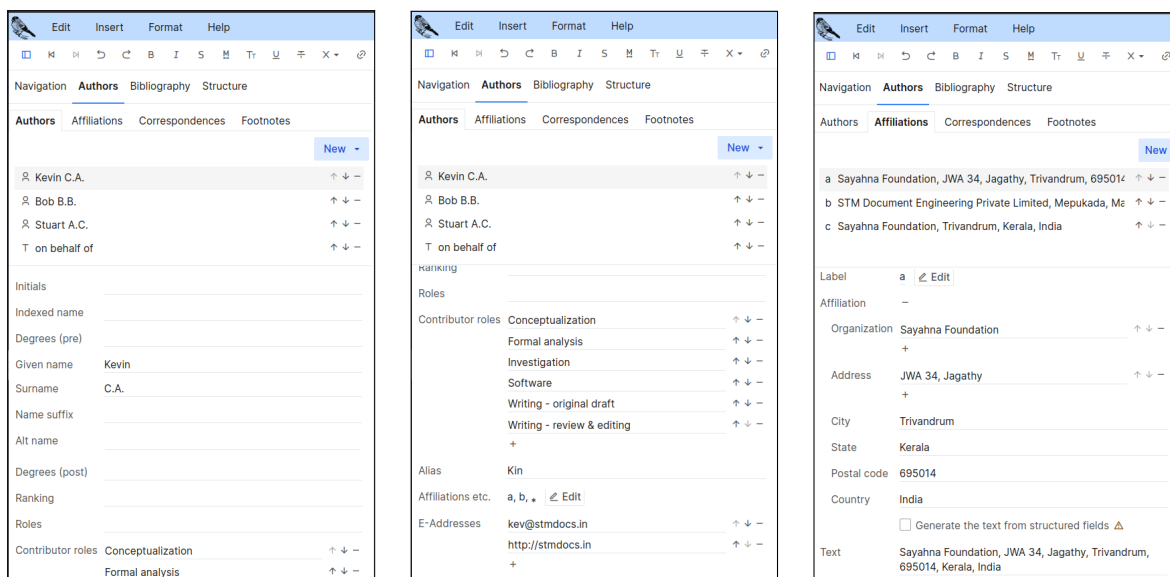 Edit Insert Format Help
B I S M TT U T X
Navigation Authors Bibliography Structure
Authors Affiliations Correspondences Footnotes
New
Kevin C.A.
Bob B.B.
Stuart A.C.
T on behalf of
Initials
Indexed name
Degrees (pre)
Given name Kevin
Surname C.A.
Name suffix
Alt name
Degrees (post)
Ranking
Roles
Contributor roles Conceptualization
Formal analysis
Edit Insert Format Help
B I S M TT U T X
Navigation Authors Bibliography Structure
Authors Affiliations Correspondences Footnotes
New
Kevin C.A.
Bob B.B.
Stuart A.C.
T on behalf of
Ranking
Roles
Contributor roles Conceptualization
Formal analysis
Investigation
Software
Writing - original draft
Writing - review & editing
+
Alias Kin
Affiliations etc. a, b, * Edit
E-Addresses kev@stmdocs.in
http://stmdocs.in
+
Edit Insert Format Help
B I S M TT U T X
Navigation Authors Bibliography Structure
Authors Affiliations Correspondences Footnotes
New
a Sayahna Foundation, JWA 34, Jagathy, Trivandrum, 695014
b STM Document Engineering Private Limited, Mepukada, Ma
c Sayahna Foundation, Trivandrum, Kerala, India
Label a Edit
Affiliation −
Organization Sayahna Foundation
+
Address JWA 34, Jagathy
+
City Trivandrum
State Kerala
Postal code 695014
Country India
Generate the text from structured fields
Text Sayahna Foundation, JWA 34, Jagathy, Trivandrum,
695014, Kerala, India